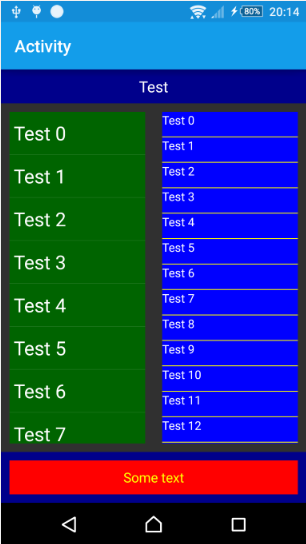 80% 20:14
Activity
Test
Test 0
Test 1
Test 2
Test 3
Test 4
Test 5
Test 6
Test 7
Test 0
Test 1
Test 2
Test 3
Test 4
Test 5
Test 6
Test 7
Test 8
Test 9
Test 10
Test 11
Test 12
Some text